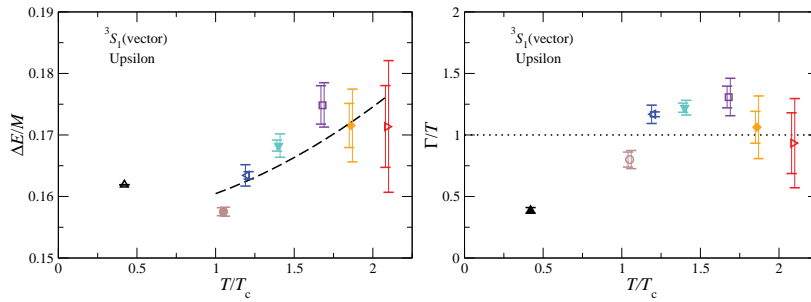 0.19
0.18
0.17
0.16
0.15
ΔE/M
³S₁(vector)
Upsilon
0 0.5 1 1.5 2
T/Tc
2
1.5
1
0.5
0
Γ/T
³S₁(vector)
Upsilon
0 0.5 1 1.5 2
T/Tc